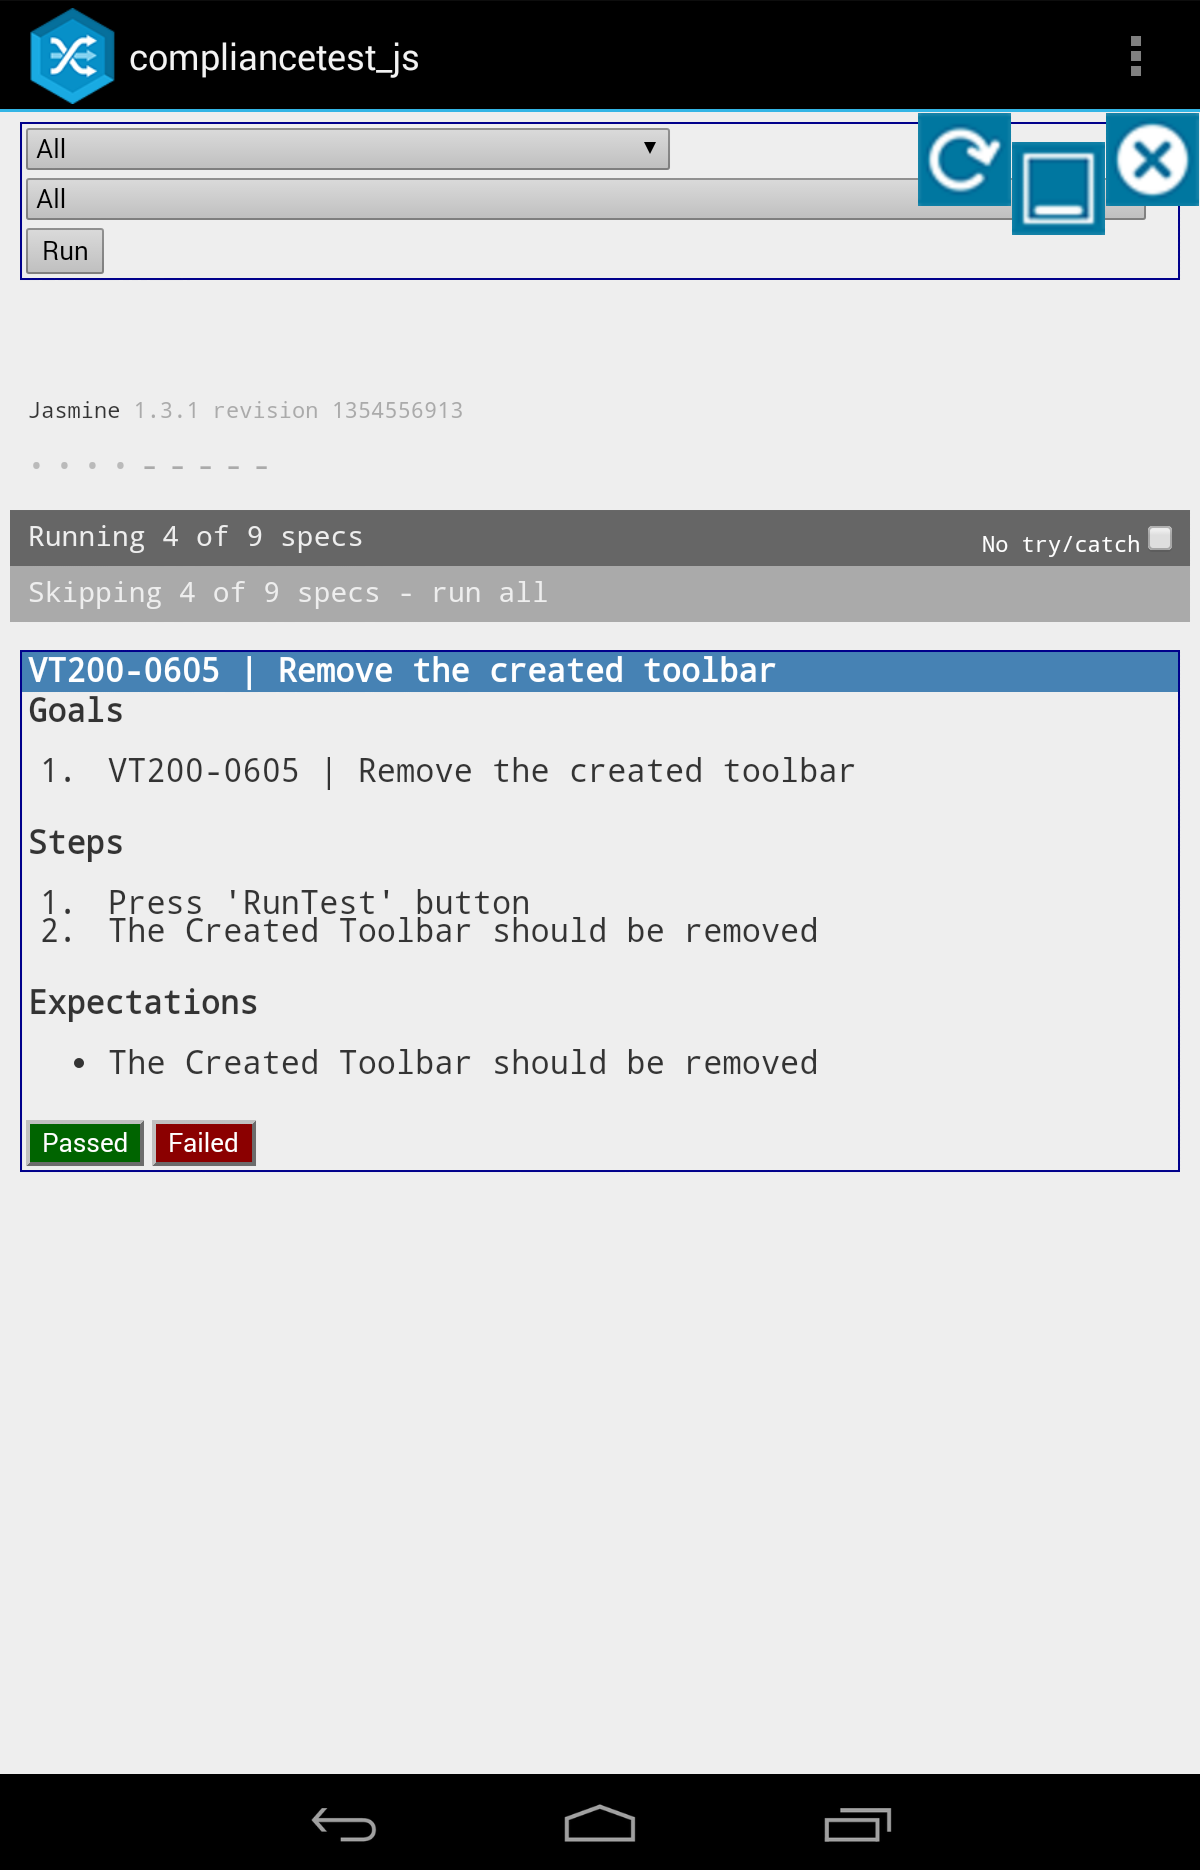 compliancetest_js
All
All
Run
Jasmine 1.3.1 revision 1354556913
Running 4 of 9 specs
No try/catch
Skipping 4 of 9 specs - run all
VT200-0605 | Remove the created toolbar
Goals
1. VT200-0605 | Remove the created toolbar
Steps
1. Press 'RunTest' button
2. The Created Toolbar should be removed
Expectations
• The Created Toolbar should be removed
Passed Failed